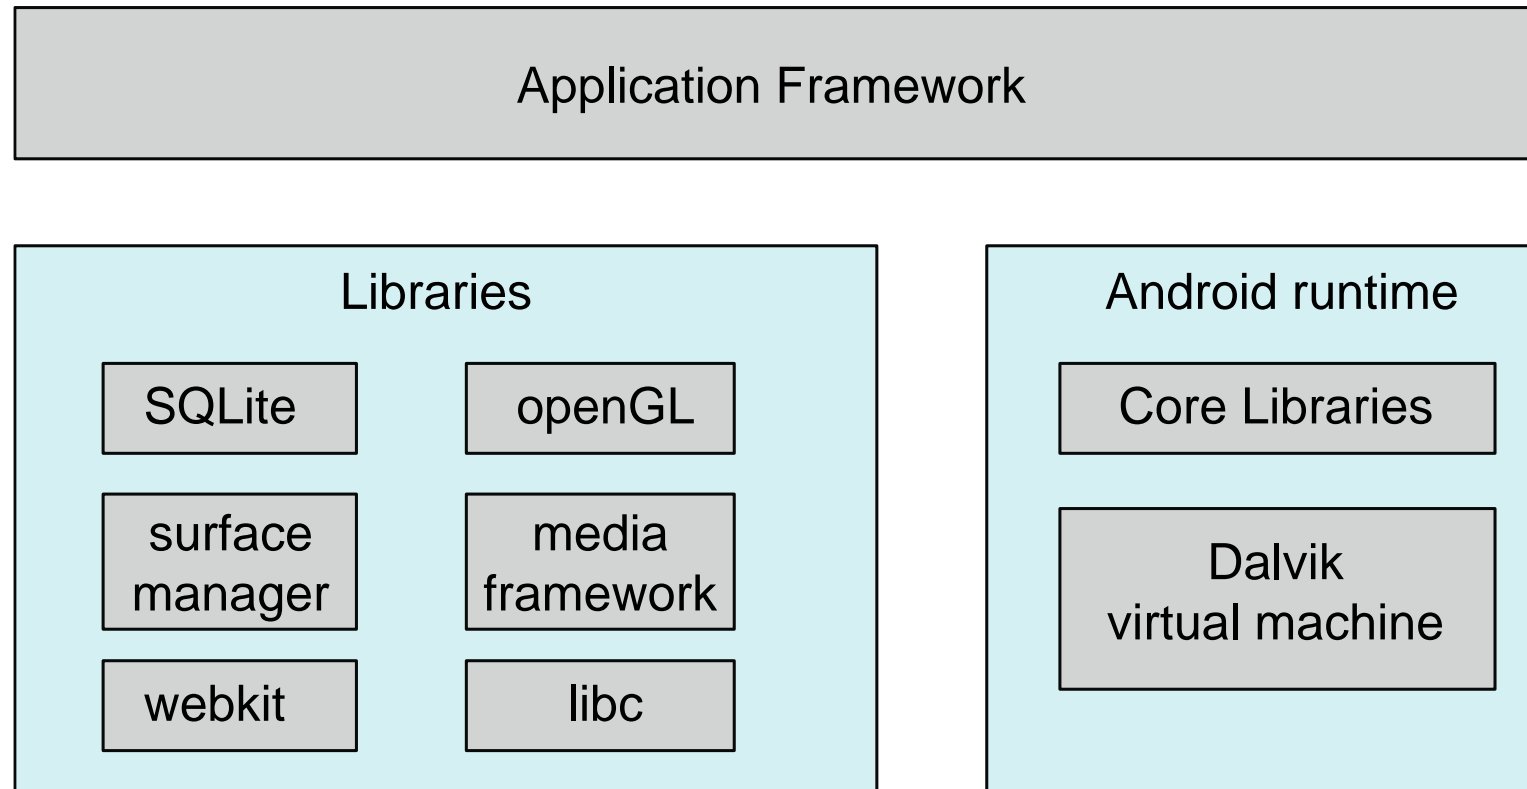 Application Framework
Libraries
SQLite
openGL
surface
manager
media
framework
webkit
libc
Android runtime
Core Libraries
Dalvik
virtual machine